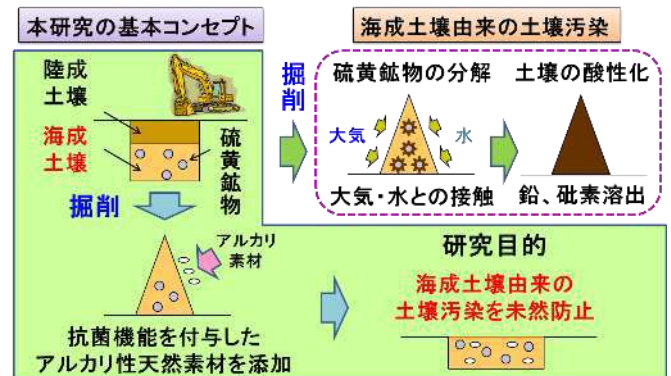 本研究の基本コンセプト
海成土壌由来の土壌汚染
陸成
土壌
海成
土壌
硫黄鉱物
掘削
掘削
硫黄鉱物の分解
大気
水
大気・水との接触
土壌の酸性化
鉛、砒素溶出
アルカリ
素材
抗菌機能を付与した
アルカリ性天然素材を添加
研究目的
海成土壌由来の
土壌汚染を未然防止